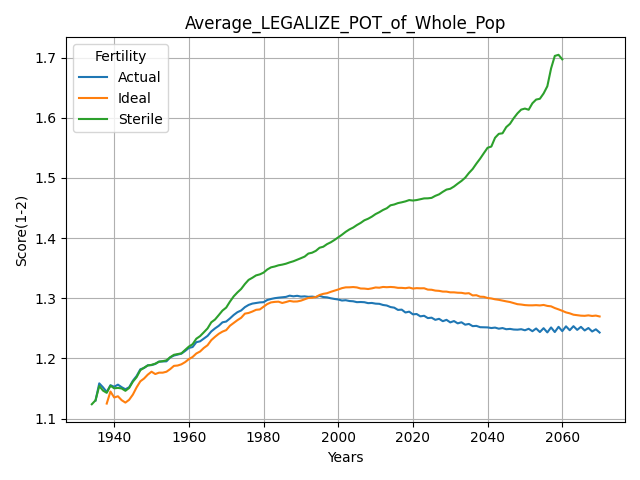 Average_LEGALIZE_POT_of_Whole_Pop
Fertility
Actual
Ideal
Sterile
Score(1-2)
1.7
1.6
1.5
1.4
1.3
1.2
1.1
1940 1960 1980 2000 2020 2040 2060
Years